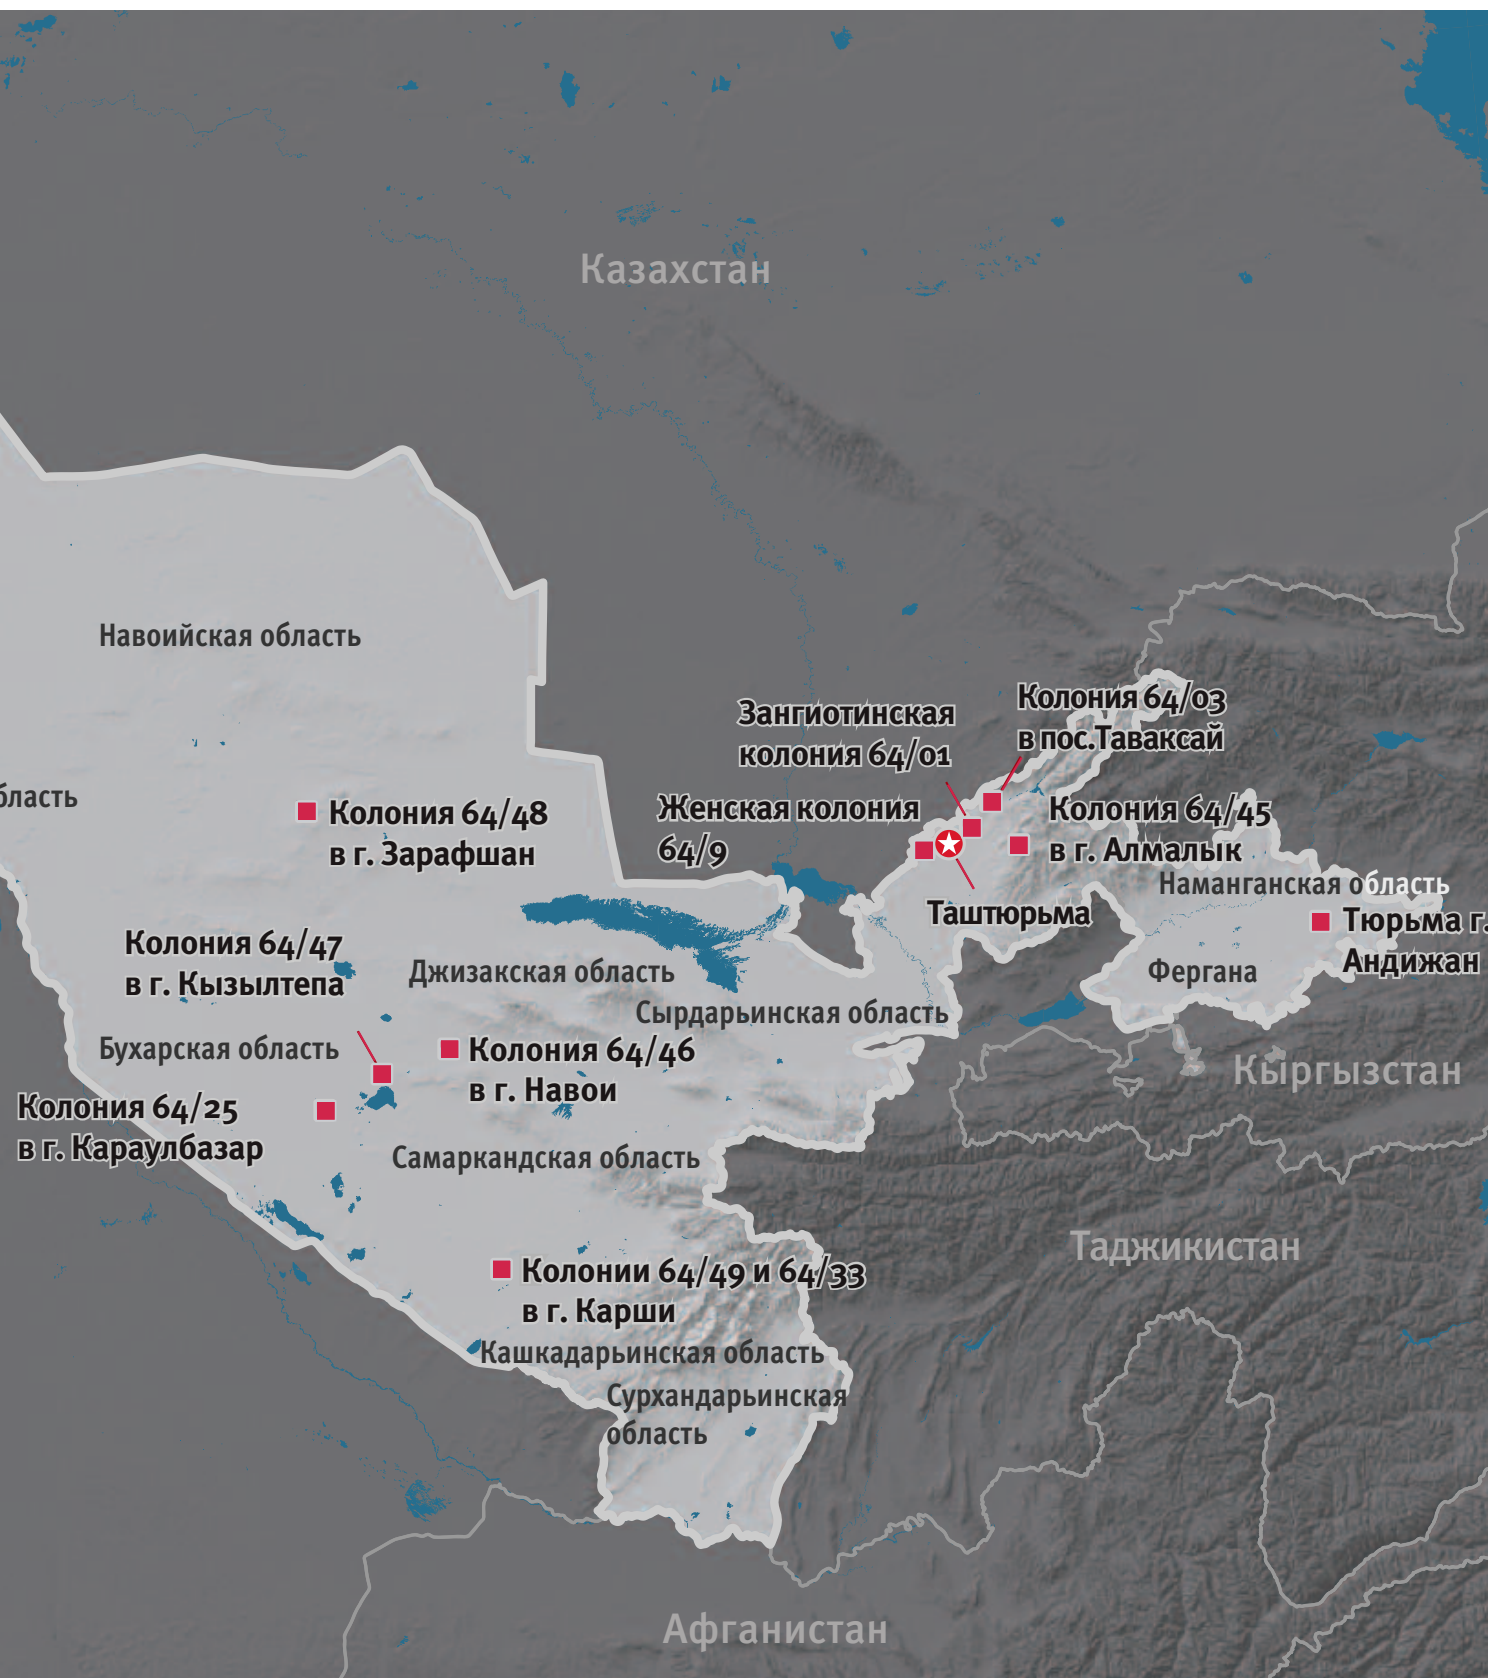 Казахстан
Навоийская область
Зангиотинская
колония 64/01
Колония 64/03
в пос.Таваксай
бласть
Колония 64/48
в г. Зарафшан
Женская колония
64/9
Колония 64/45
в г. Алмалык
Наманганская область
Таштюрьма
Тюрьма г.
Андижан
Колония 64/47
в г. Кызылтепа
Джизакская область
Фергана
Сырдарьинская область
Бухарская область
Колония 64/46
в г. Навои
Кыргызстан
Колония 64/25
в г. Караулбазар
Самаркандская область
Таджикистан
Колонии 64/49 и 64/33
в г. Карши
Кашкадарьинская область
Сурхандарьинская
область
Афганистан